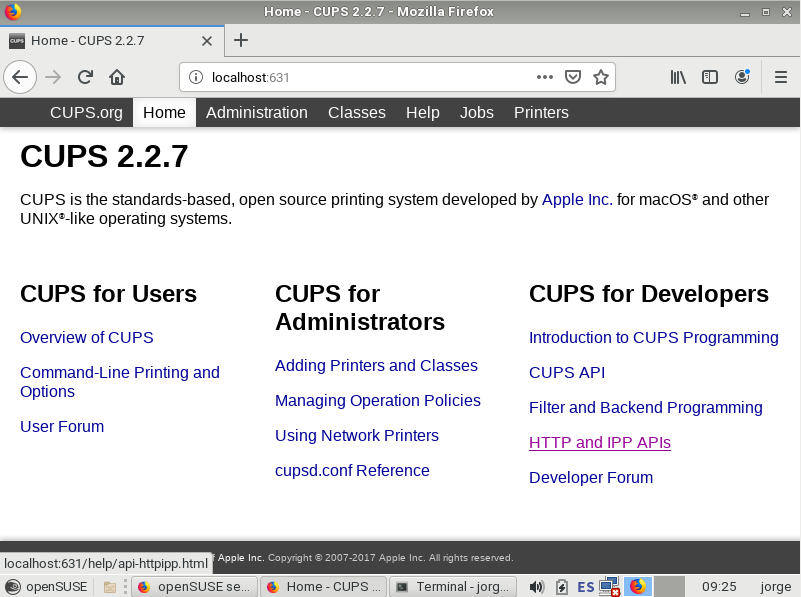 Home - CUPS 2.2.7 - Mozilla Firefox
CUPS Home - CUPS 2.2.7
localhost:631
CUPS.org Home Administration Classes Help Jobs Printers
CUPS 2.2.7
CUPS is the standards-based, open source printing system developed by Apple Inc. for macOS® and other
UNIX®-like operating systems.
CUPS for Users
Overview of CUPS
Command-Line Printing and
Options
User Forum
CUPS for
Administrators
Adding Printers and Classes
Managing Operation Policies
Using Network Printers
cupsd.conf Reference
CUPS for Developers
Introduction to CUPS Programming
CUPS API
Filter and Backend Programming
HTTP and IPP APIs
Developer Forum
Apple Inc. Copyright © 2007-2017 Apple Inc. All rights reserved.
localhost:631/help/api-httpipp.html
openSUSE openSUSE se... Home - CUPS ... Terminal - jorg... ES 09:25 jorge